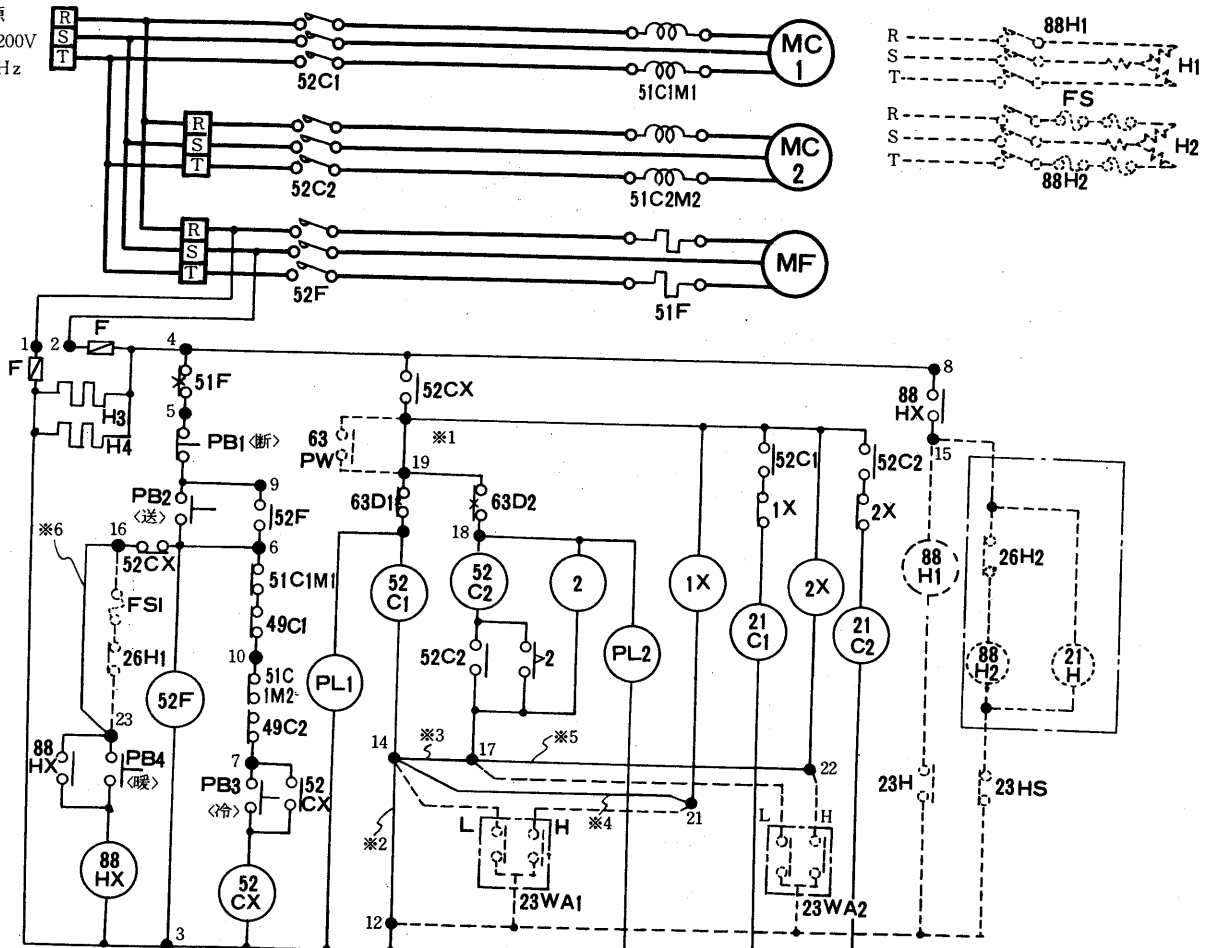 原
200V
Hz
R
S
T
52C1
51C1M1
MC
1
R
S
T
52C2
51C2M2
MC
2
R
S
T
52F
51F
MF
R
S
T
88H1
H1
R
S
T
FS
88H2
H2
1
2
F
F
H3
H4
4
51F
5
PB1〈断〉
PB2
〈送〉
9
52F
※6
16
52CX
6
FS1
26H1
23
88
HX
PB4
〈暖〉
88
HX
52F
3
51C1M1
49C1
10
51C
1M2
49C2
7
PB3
〈冷〉
52
CX
52
CX
52CX
63
PW
※1
19
63D1
63D2
18
52
C1
52
C2
2
PL1
52C2
2
PL2
14
※3
17
※5
22
※2
※4
21
L
H
23WA1
12
1X
52C1
1X
21
C1
2X
52C2
2X
21
C2
L
H
23WA2
8
88
HX
15
88
H1
26H2
88
H2
21
H
23H
23HS